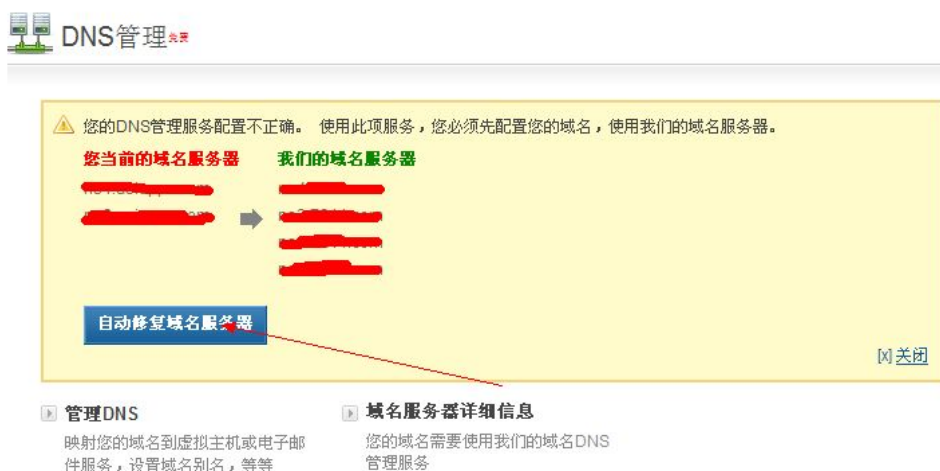 DNS管理免费
您的DNS管理服务配置不正确。 使用此项服务，您必须先配置您的域名，使用我们的域名服务器。
您当前的域名服务器 我们的域名服务器
自动修复域名服务器
[X] 关闭
管理DNS
映射您的域名到虚拟主机或电子邮
件服务，设置域名别名，等等
域名服务器详细信息
您的域名需要使用我们的域名DNS
管理服务